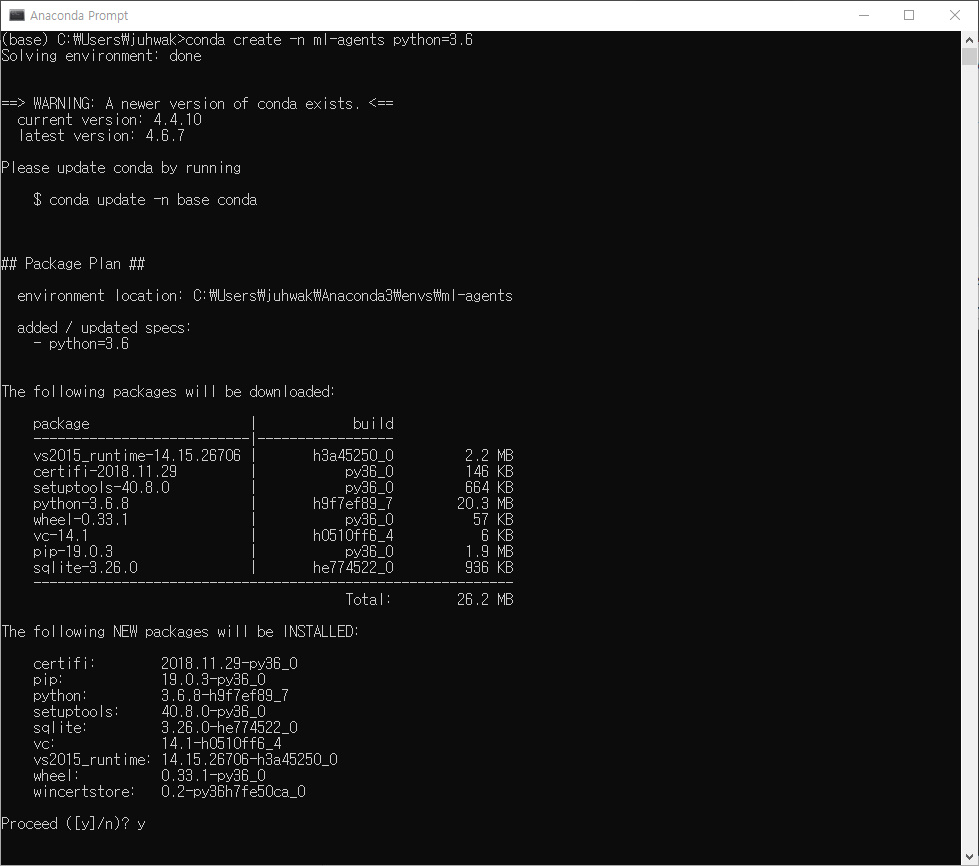 Anaconda Prompt
(base) C:₩Users₩juhwak>conda create -n ml-agents python=3.6
Solving environment: done
==> WARNING: A newer version of conda exists. <==
current version: 4.4.10
latest version: 4.6.7
Please update conda by running
$ conda update -n base conda
## Package Plan ##
environment location: C:₩Users₩juhwak₩Anaconda3₩envs₩ml-agents
added / updated specs:
- python=3.6
The following packages will be downloaded:
package | build
---------------------------|-----------------
vs2015_runtime-14.15.26706 | h3a45250_0 2.2 MB
certifi-2018.11.29 | py36_0 146 KB
setuptools-40.8.0 | py36_0 664 KB
python-3.6.8 | h9f7ef89_7 20.3 MB
wheel-0.33.1 | py36_0 57 KB
vc-14.1 | h0510ff6_4 6 KB
pip-19.0.3 | py36_0 1.9 MB
sqlite-3.26.0 | he774522_0 936 KB
------------------------------------------------------------
Total: 26.2 MB
The following NEW packages will be INSTALLED:
certifi: 2018.11.29-py36_0
pip: 19.0.3-py36_0
python: 3.6.8-h9f7ef89_7
setuptools: 40.8.0-py36_0
sqlite: 3.26.0-he774522_0
vc: 14.1-h0510ff6_4
vs2015_runtime: 14.15.26706-h3a45250_0
wheel: 0.33.1-py36_0
wincertstore: 0.2-py36h7fe50ca_0
Proceed ([y]/n)? y